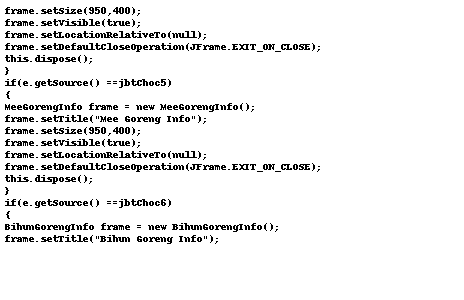 frame.setSize(950,400);
frame.setVisible(true);
frame.setLocationRelativeTo(null);
frame.setDefaultCloseOperation(JFrame.EXIT_ON_CLOSE);
this.dispose();
}
if(e.getSource() ==jbtChoc5)
{
MeeGorengInfo frame = new MeeGorengInfo();
frame.setTitle("Mee Goreng Info");
frame.setSize(950,400);
frame.setVisible(true);
frame.setLocationRelativeTo(null);
frame.setDefaultCloseOperation(JFrame.EXIT_ON_CLOSE);
this.dispose();
}
if(e.getSource() ==jbtChoc6)
{
BihunGorengInfo frame = new BihunGorengInfo();
frame.setTitle("Bihun Goreng Info");